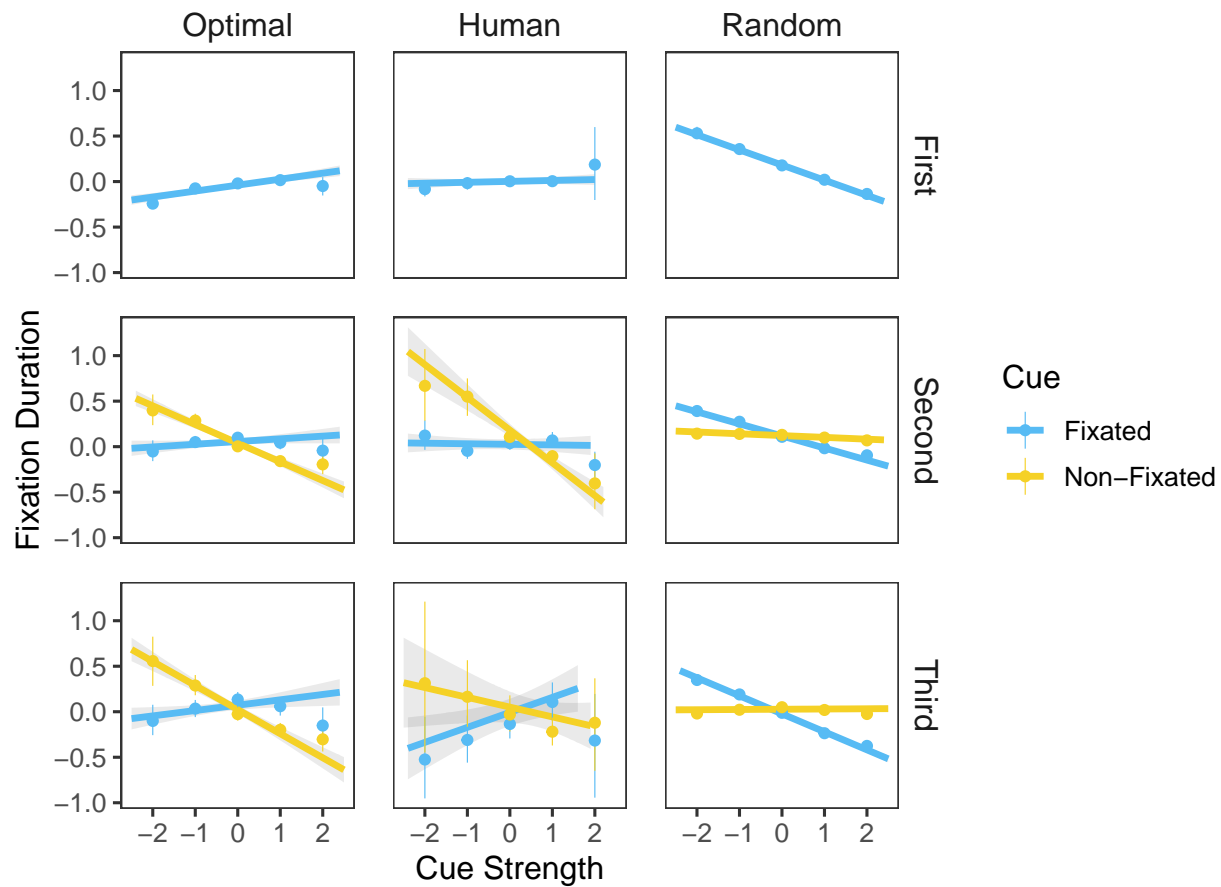 Optimal Human Random
1.0
0.5
0.0
−0.5
−1.0
First
1.0
0.5
0.0
−0.5
−1.0
Second
1.0
0.5
0.0
−0.5
−1.0
Third
Fixation Duration
−2 −1 0 1 2 −2 −1 0 1 2 −2 −1 0 1 2
Cue Strength
Cue
Fixated
Non−Fixated